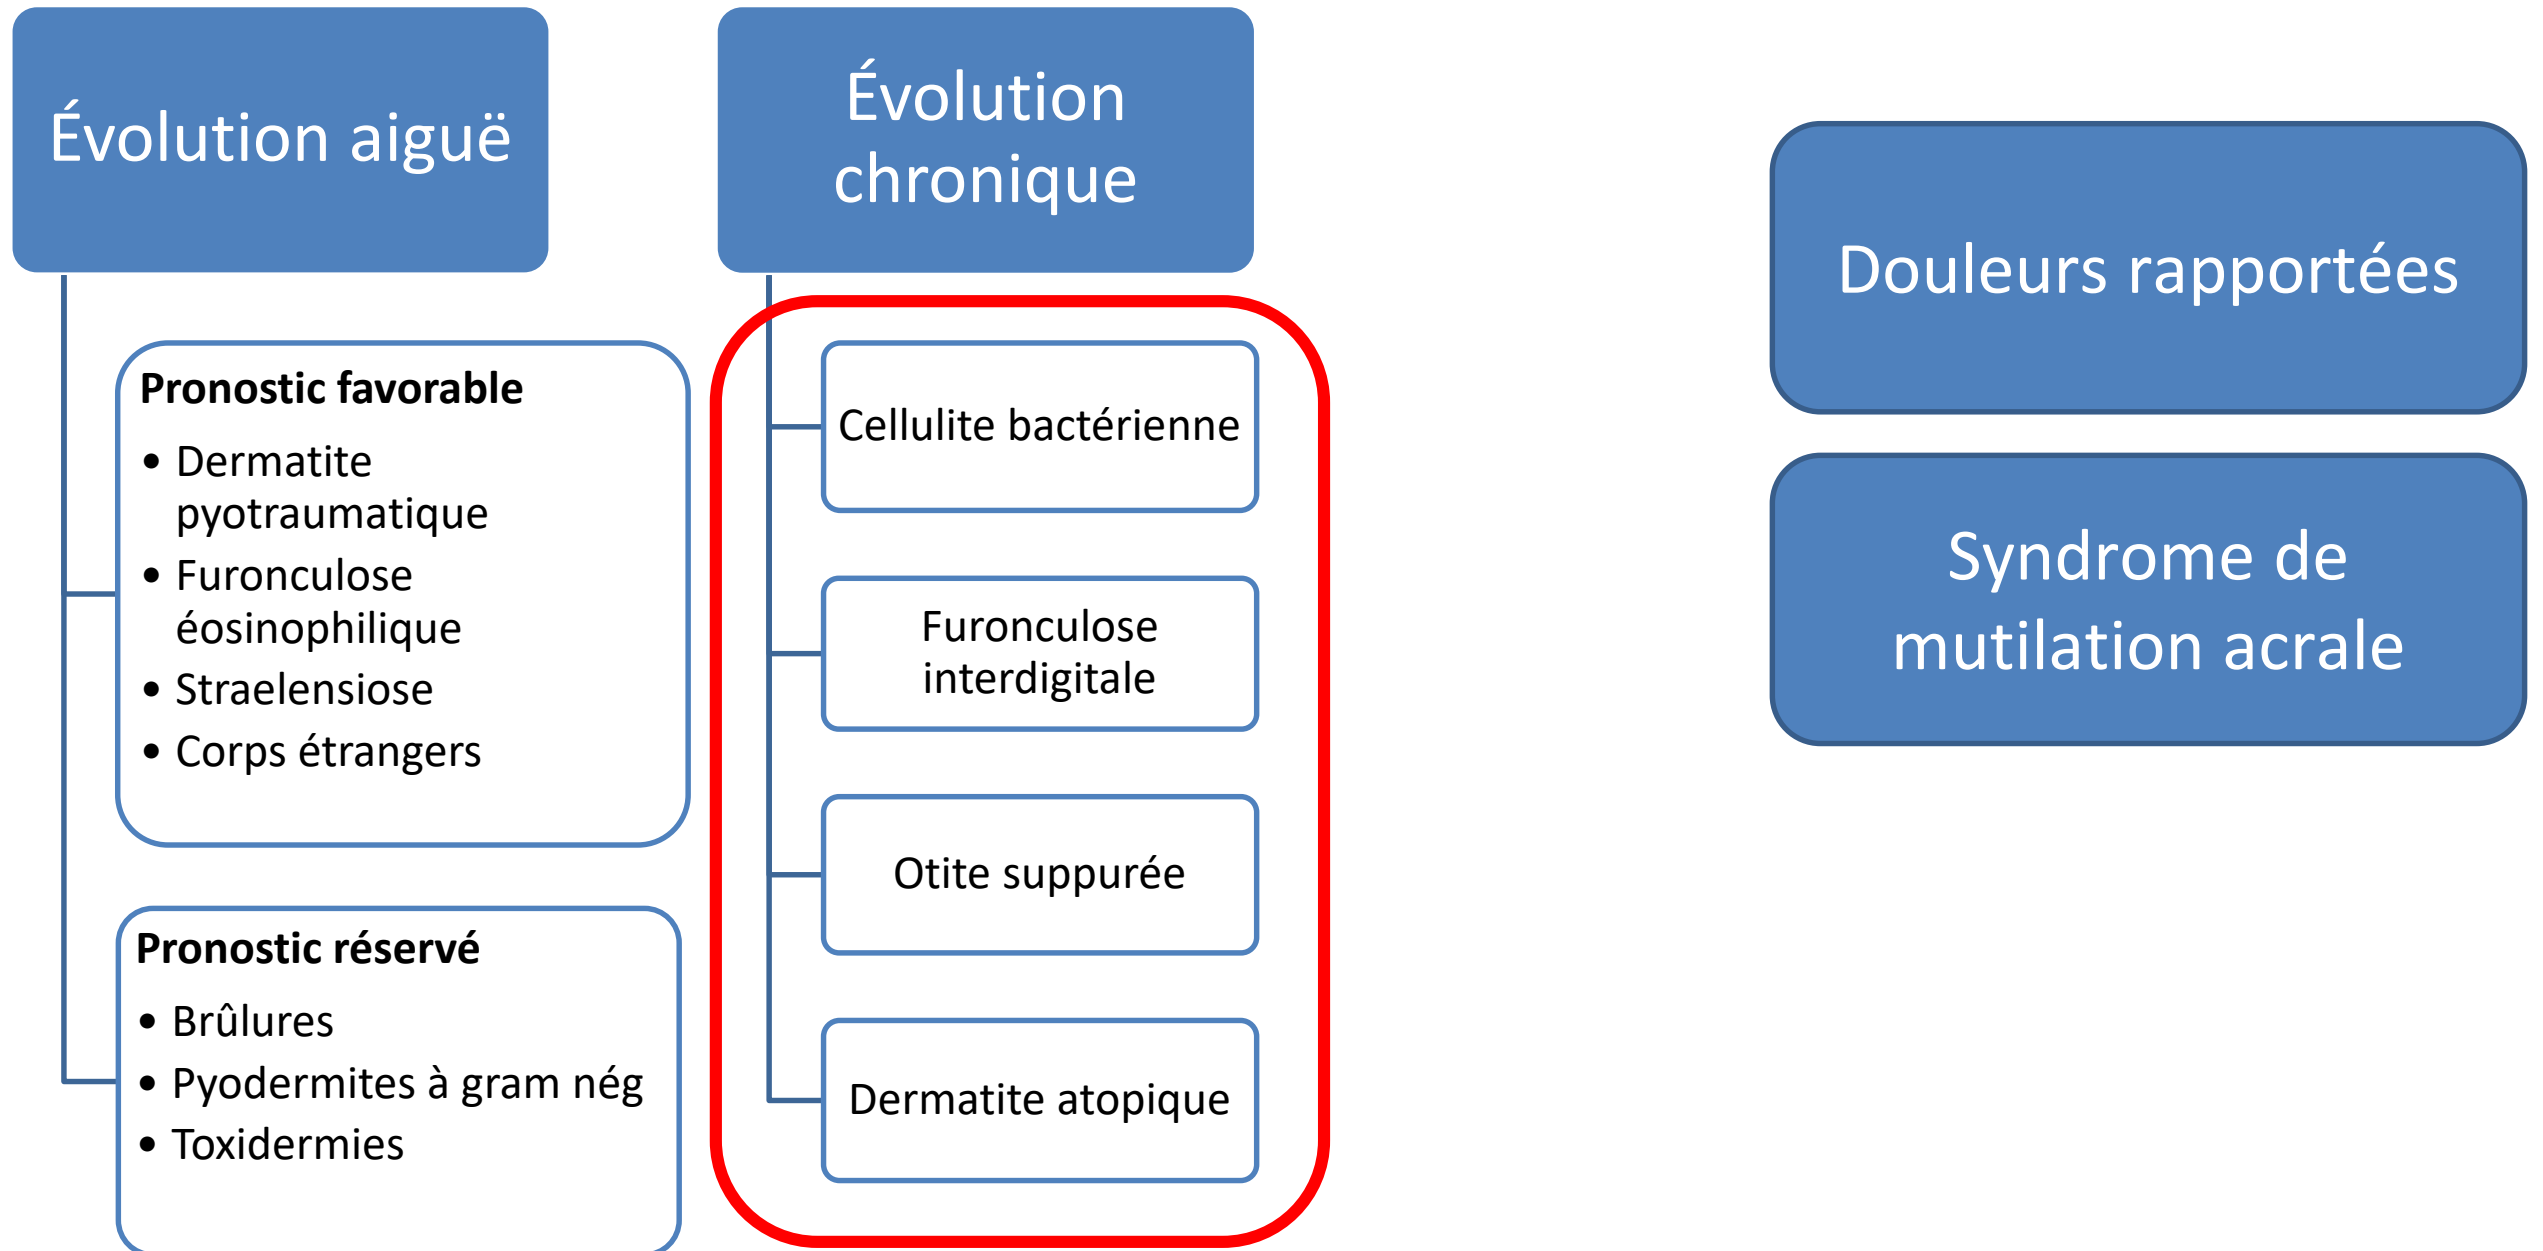 Évolution aiguë
Pronostic favorable
• Dermatite
pyotraumatique
• Furonculose
éosinophilique
• Straelensiose
• Corps étrangers
Pronostic réservé
• Brûlures
• Pyodermites à gram nég
• Toxidermies
Évolution
chronique
Cellulite bactérienne
Furonculose
interdigitale
Otite suppurée
Dermatite atopique
Douleurs rapportées
Syndrome de
mutilation acrale